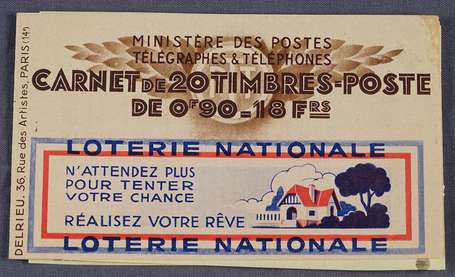 MINISTÈRE DES POSTES
TÉLÉGRAPHES & TÉLÉPHONES
CARNET DE 20 TIMBRES-POSTE
DE 0F90-18 FRS
LOTERIE NATIONALE
N'ATTENDEZ PLUS
POUR TENTER
VOTRE CHANCE
RÉALISEZ VOTRE RÊVE
LOTERIE NATIONALE
DELRIEU. 36, Rue des Artistes, PARIS (14e)